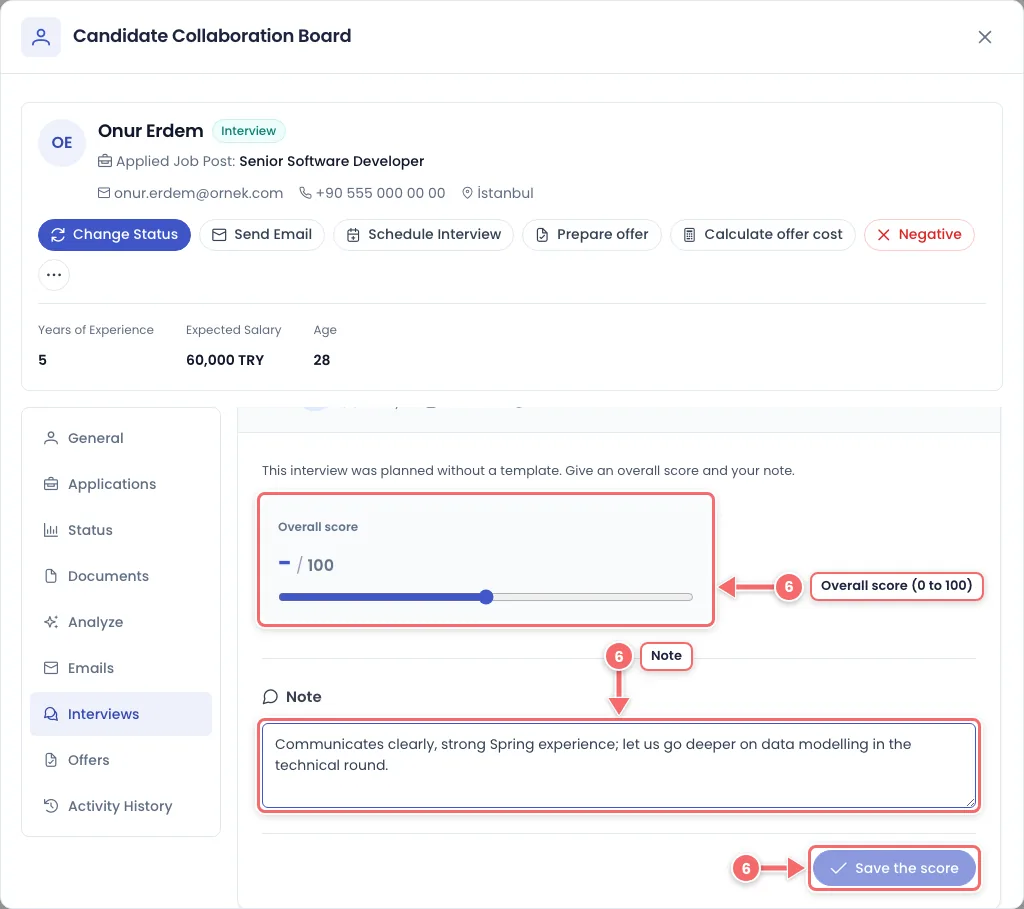 Candidate Collaboration Board
OE
Onur Erdem
Interview
Applied Job Post: Senior Software Developer
onur.erdem@ornek.com +90 555 000 00 00 İstanbul
Change Status
Send Email
Schedule Interview
Prepare offer
Calculate offer cost
Negative
...
Years of Experience
Expected Salary
Age
5
60,000 TRY
28
General
Applications
Status
Documents
Analyze
Emails
Interviews
Offers
Activity History
This interview was planned without a template. Give an overall score and your note.
Overall score
- / 100
6
Overall score (0 to 100)
6
Note
Note
Communicates clearly, strong Spring experience; let us go deeper on data modelling in the
technical round.
6
Save the score